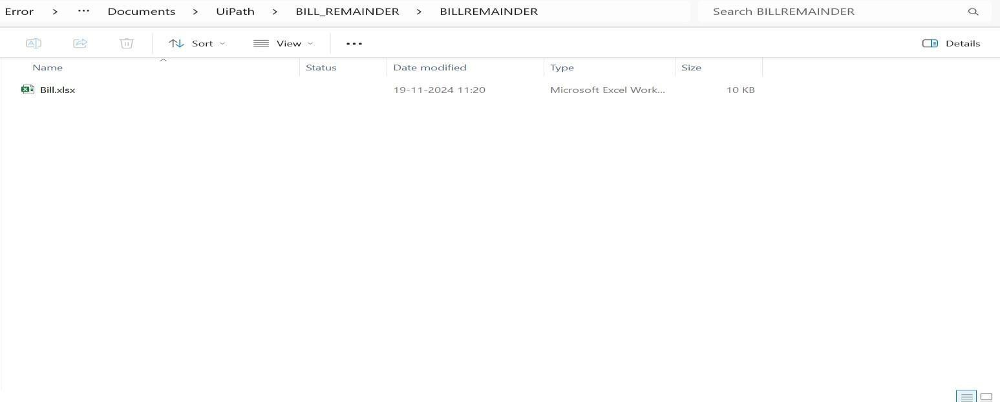 Error > ... Documents > UiPath > BILL_REMAINDER > BILLREMAINDER Search BILLREMAINDER
Sort View ... Details
Name Status Date modified Type Size
Bill.xlsx 19-11-2024 11:20 Microsoft Excel Work... 10 KB